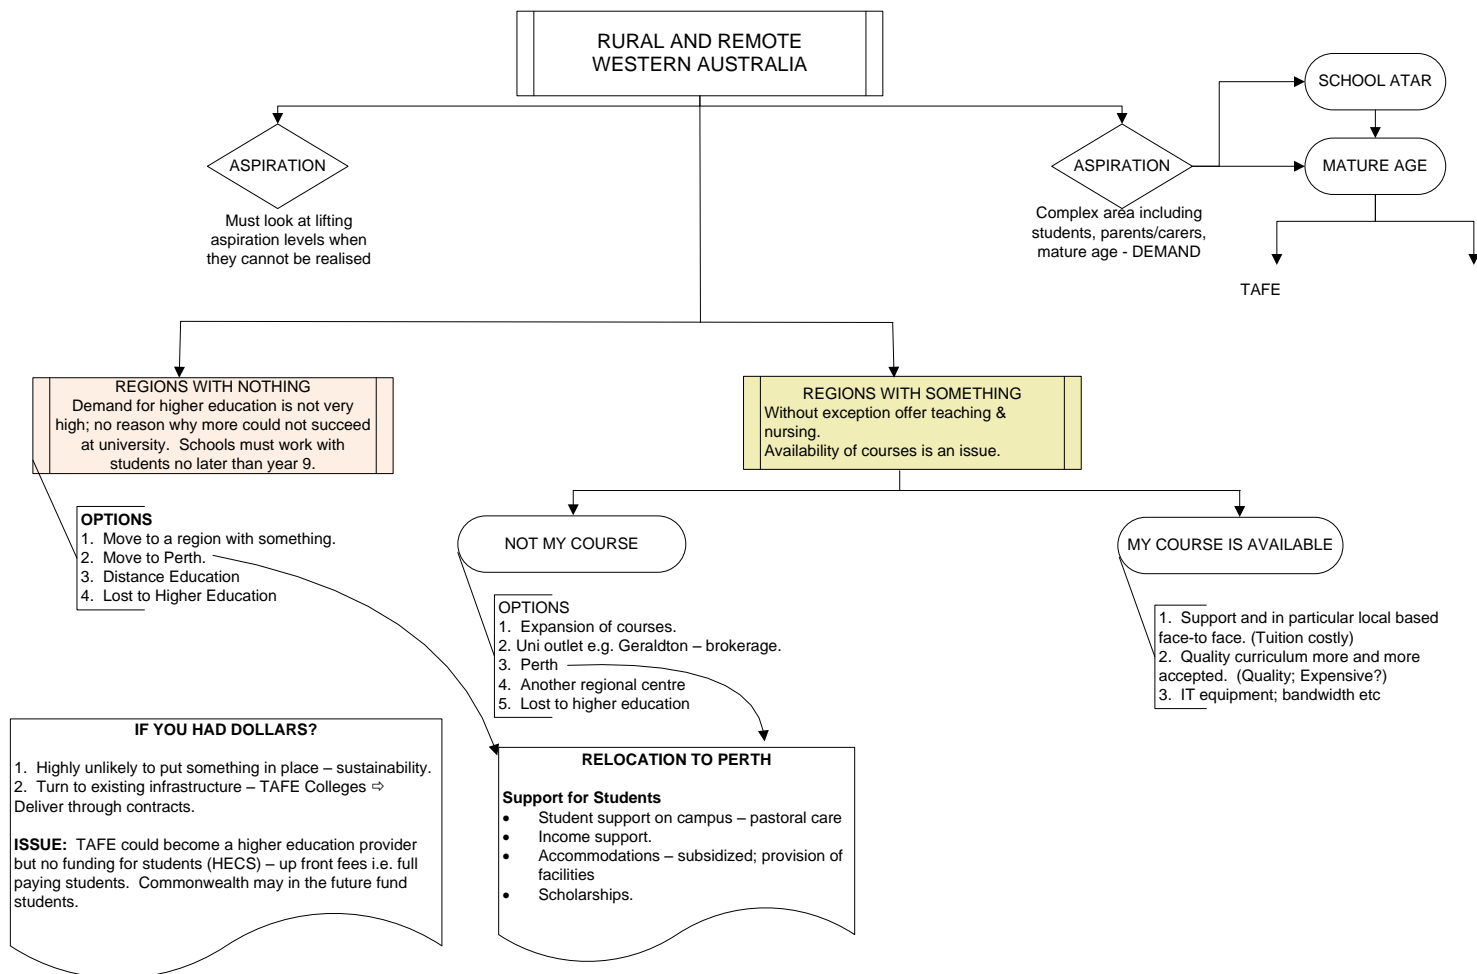 RURAL AND REMOTE
WESTERN AUSTRALIA
SCHOOL ATAR
ASPIRATION
ASPIRATION
MATURE AGE
Must look at lifting
aspiration levels when
they cannot be realised
Complex area including
students, parents/carers,
mature age - DEMAND
TAFE
REGIONS WITH NOTHING
Demand for higher education is not very
high; no reason why more could not succeed
at university.  Schools must work with
students no later than year 9.
REGIONS WITH SOMETHING
Without exception offer teaching &
nursing.
Availability of courses is an issue.
OPTIONS
1.  Move to a region with something.
2.  Move to Perth.
3.  Distance Education
4.  Lost to Higher Education
NOT MY COURSE
MY COURSE IS AVAILABLE
OPTIONS
1.  Expansion of courses.
2. Uni outlet e.g. Geraldton – brokerage.
3.  Perth
4.  Another regional centre
5.  Lost to higher education
1.  Support and in particular local based
face-to face. (Tuition costly)
2.  Quality curriculum more and more
accepted.  (Quality; Expensive?)
3.  IT equipment; bandwidth etc
IF YOU HAD DOLLARS?
1.  Highly unlikely to put something in place – sustainability.
2.  Turn to existing infrastructure – TAFE Colleges ⇨
Deliver through contracts.
ISSUE:  TAFE could become a higher education provider
but no funding for students (HECS) – up front fees i.e. full
paying students.  Commonwealth may in the future fund
students.
RELOCATION TO PERTH
Support for Students
• Student support on campus – pastoral care
• Income support.
• Accommodations – subsidized; provision of
facilities
• Scholarships.